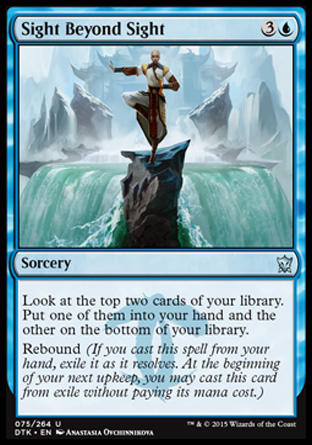 Sight Beyond Sight 3
Sorcery
Look at the top two cards of your library.
Put one of them into your hand and the
other on the bottom of your library.
Rebound (If you cast this spell from your
hand, exile it as it resolves. At the beginning
of your next upkeep, you may cast this card
from exile without paying its mana cost.)
075/264 U
DTK • EN Anastasia Ovchinnikova ™ & © 2015 Wizards of the Coast